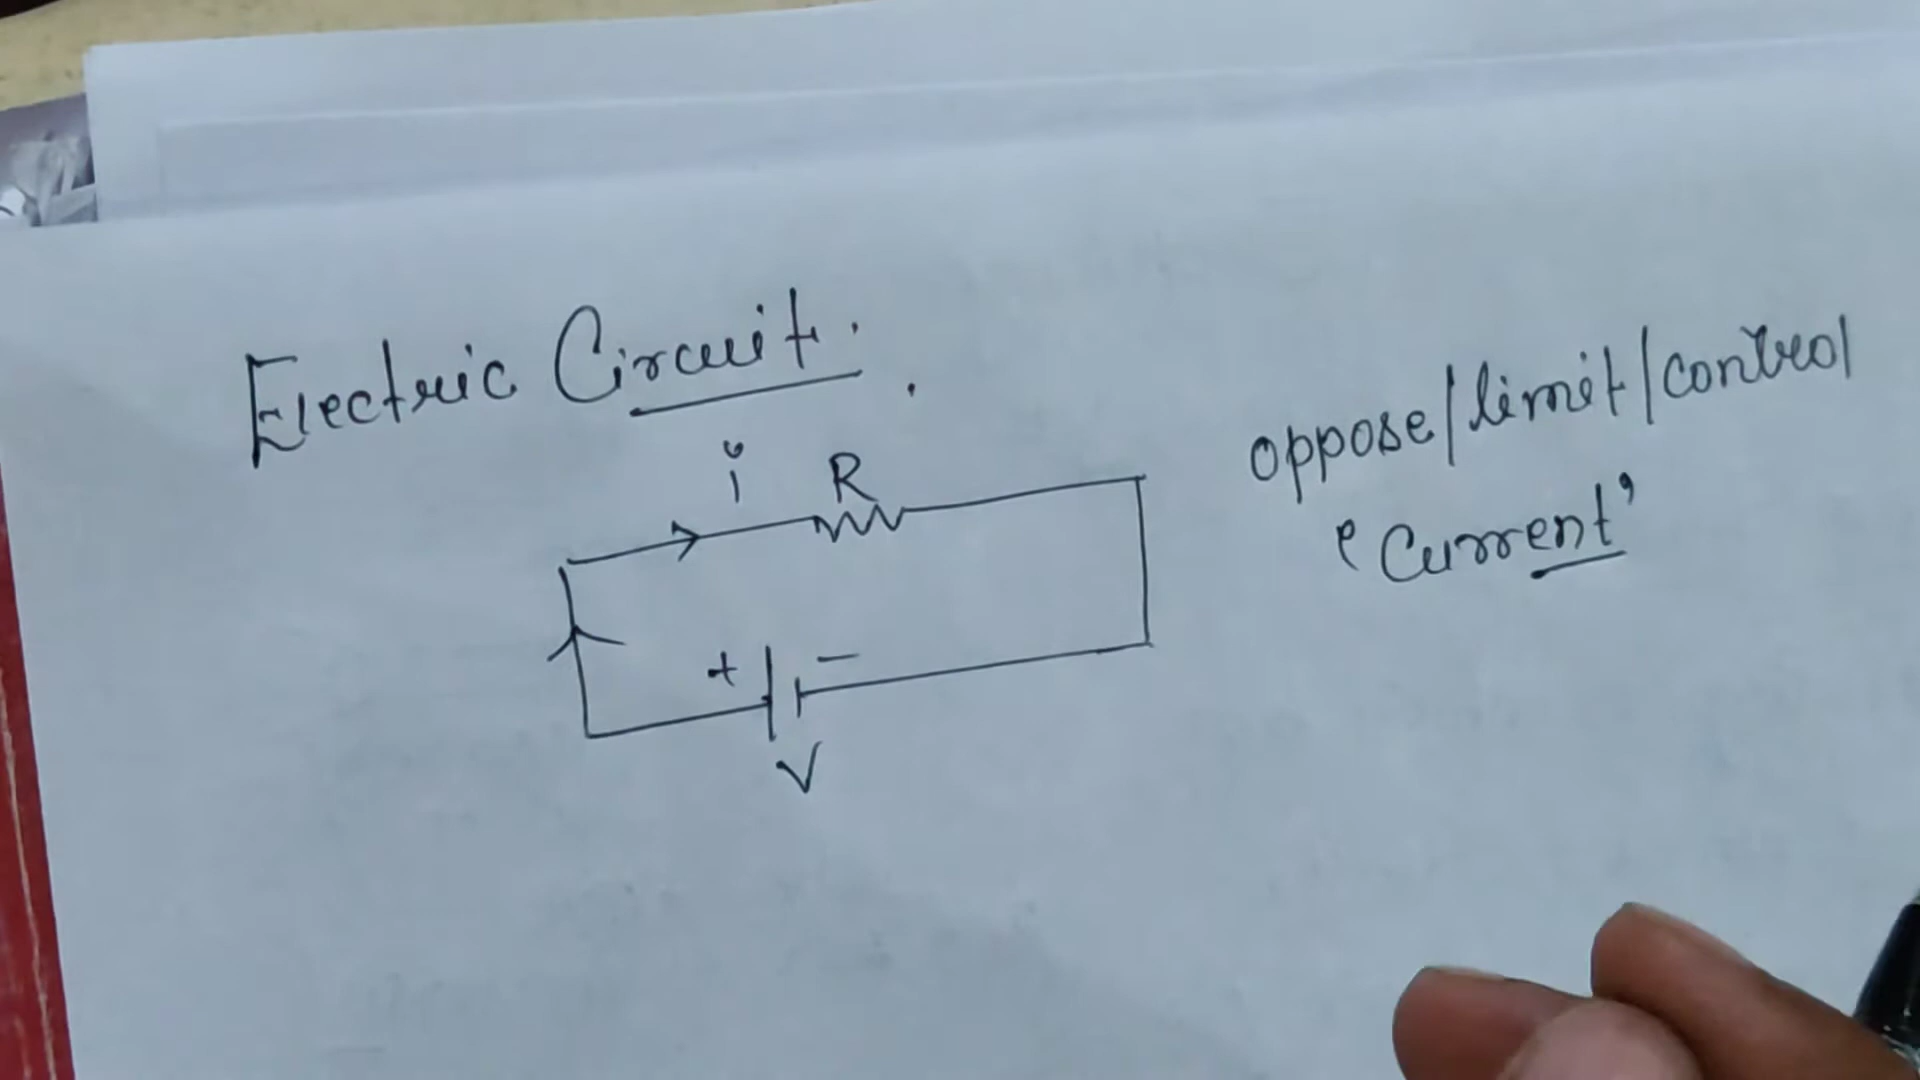 Electric Circuit.
i R
+ -
V
oppose/limit/control
'Current'